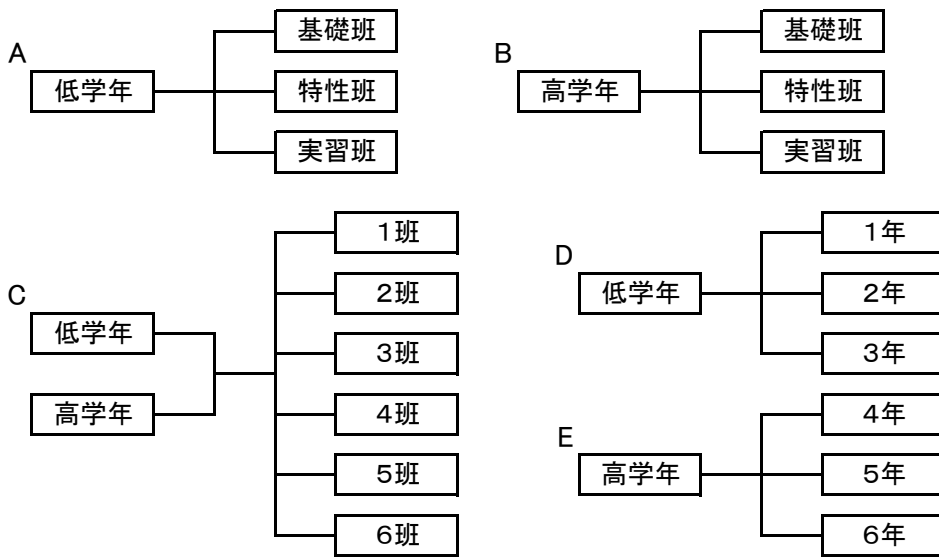 A
低学年
基礎班
特性班
実習班
B
高学年
基礎班
特性班
実習班
C
低学年
高学年
1班
2班
3班
4班
5班
6班
D
低学年
1年
2年
3年
E
高学年
4年
5年
6年